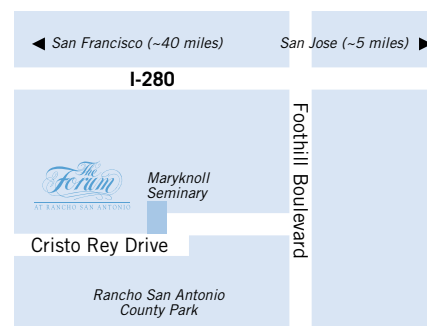 San Francisco (~40 miles)
San Jose (~5 miles)
I-280
Foothill Boulevard
The
Forum
AT RANCHO SAN ANTONIO
Maryknoll
Seminary
Cristo Rey Drive
Rancho San Antonio
County Park